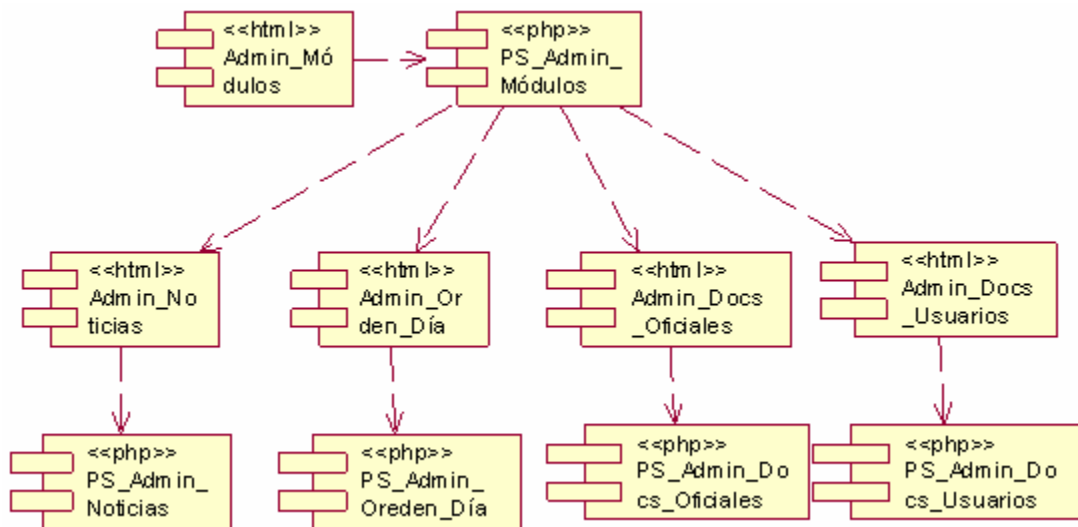 <<html>>
Admin_Mó
dulos
<<php>>
PS_Admin_
Módulos
<<html>>
Admin_No
ticias
<<html>>
Admin_Or
den_Día
<<html>>
Admin_Docs
_Oficiales
<<html>>
Admin_Docs
_Usuarios
<<php>>
PS_Admin_
Noticias
<<php>>
PS_Admin_
Oreden_Día
<<php>>
PS_Admin_Do
cs_Oficiales
<<php>>
PS_Admin_Do
cs_Usuarios